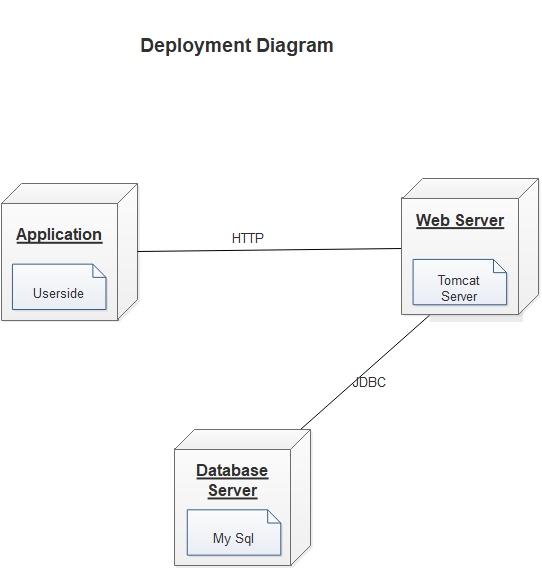 Deployment Diagram
Application
Userside
HTTP
Web Server
Tomcat
Server
JDBC
Database
Server
My Sql